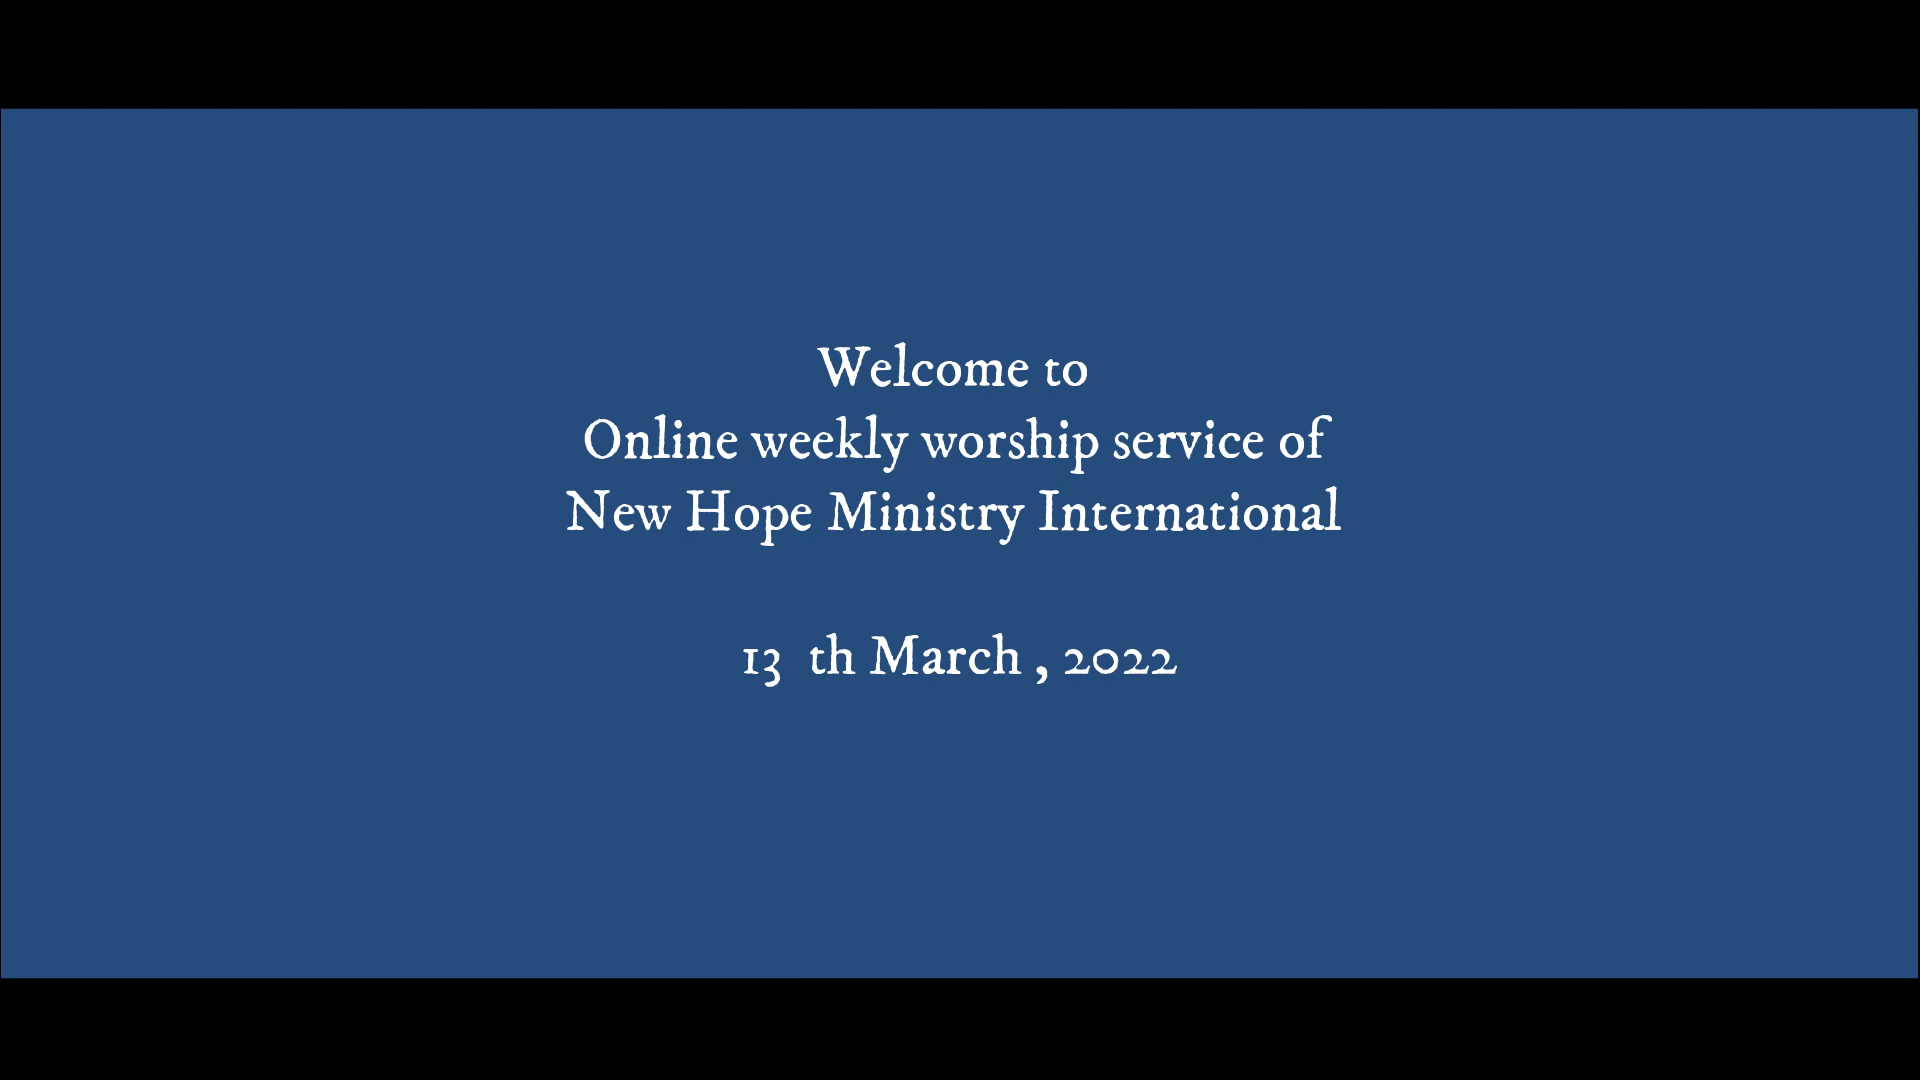 Welcome to
Online weekly worship service of
New Hope Ministry International
13 th March , 2022